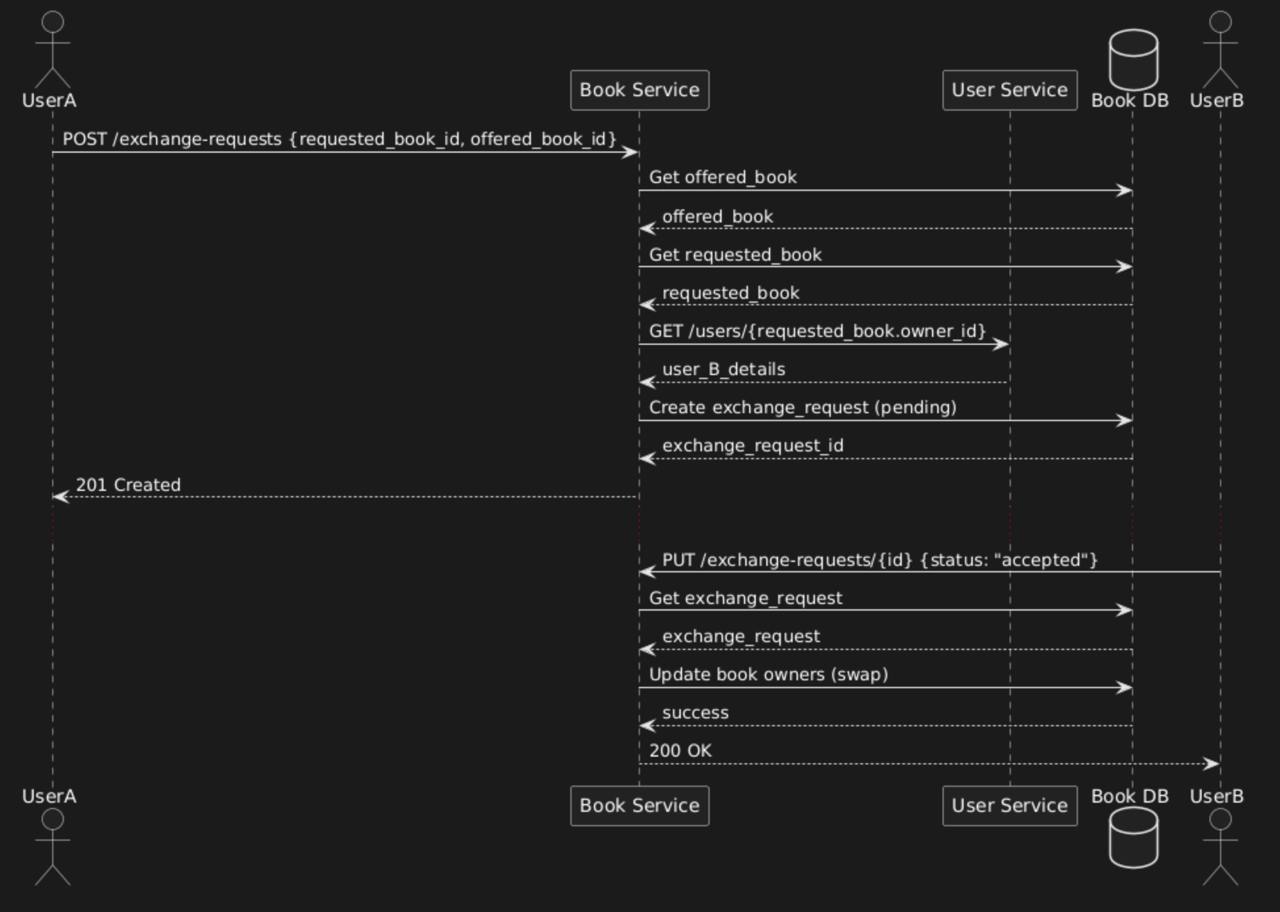 UserA
Book Service
User Service
Book DB
UserB
POST /exchange-requests {requested_book_id, offered_book_id}
Get offered_book
offered_book
Get requested_book
requested_book
GET /users/{requested_book.owner_id}
user_B_details
Create exchange_request (pending)
exchange_request_id
201 Created
PUT /exchange-requests/{id} {status: "accepted"}
Get exchange_request
exchange_request
Update book owners (swap)
success
200 OK
UserA
Book Service
User Service
Book DB
UserB